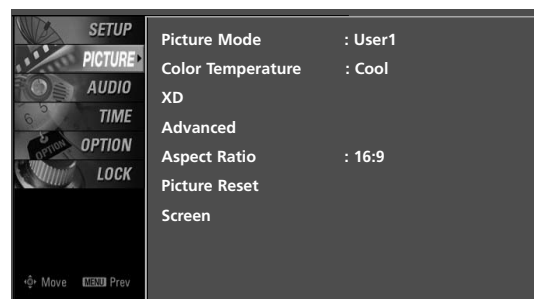 SETUP
PICTURE
AUDIO
TIME
OPTION
LOCK
Move MENU Prev
Picture Mode : User1
Color Temperature : Cool
XD
Advanced
Aspect Ratio : 16:9
Picture Reset
Screen